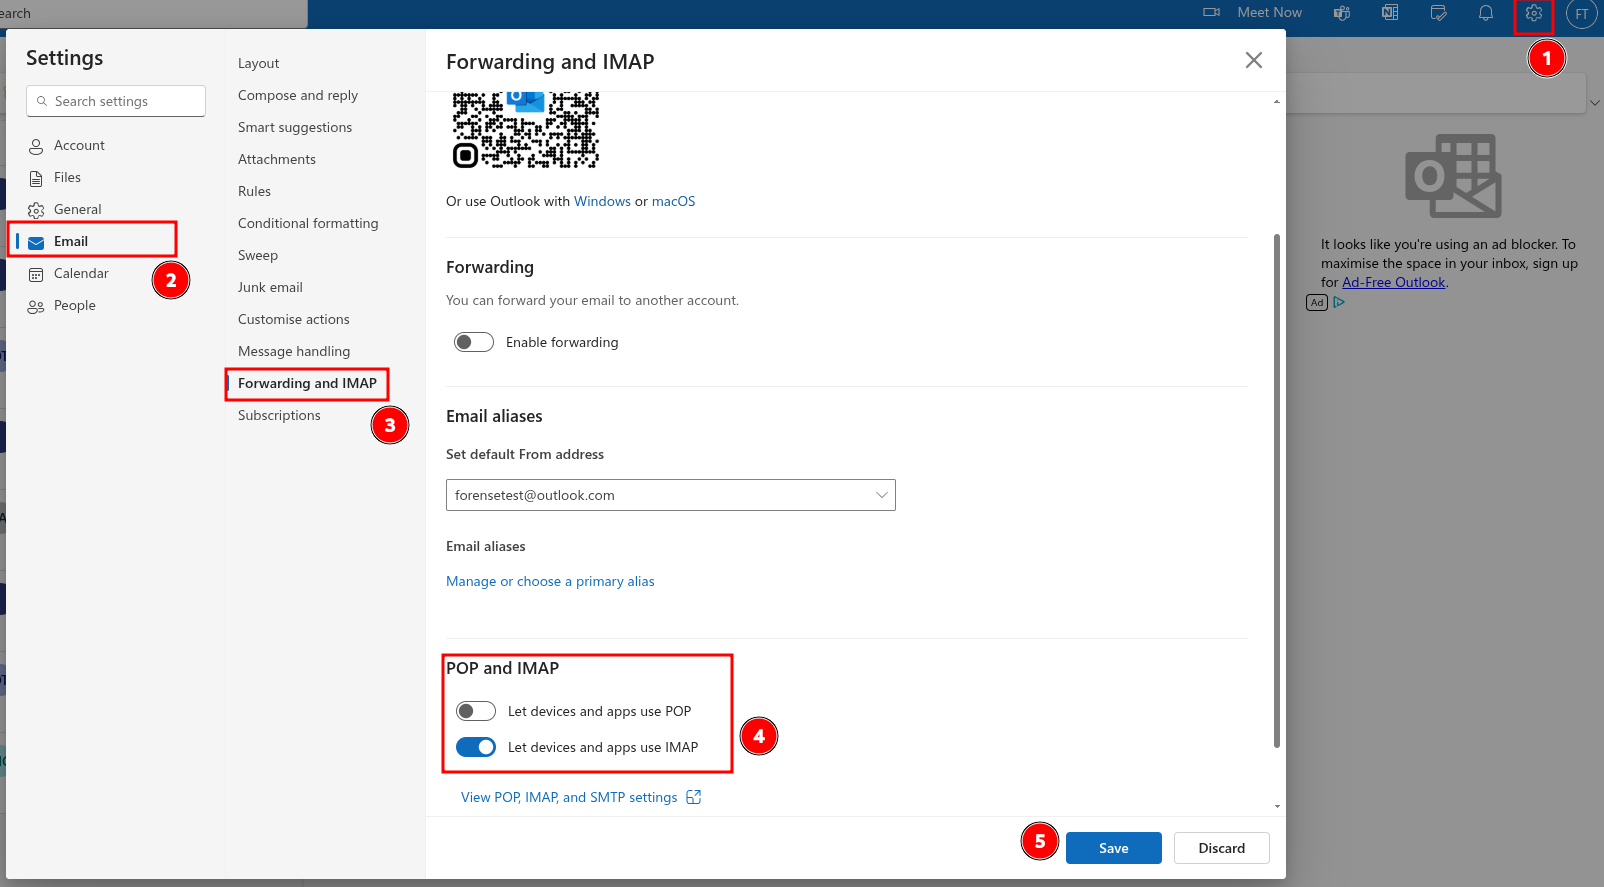 earch
Meet Now
FT
1
Settings
Search settings
Account
Files
General
Email
2
Calendar
People
Layout
Compose and reply
Smart suggestions
Attachments
Rules
Conditional formatting
Sweep
Junk email
Customise actions
Message handling
Forwarding and IMAP
3
Subscriptions
Forwarding and IMAP
Or use Outlook with Windows or macOS
Forwarding
You can forward your email to another account.
Enable forwarding
Email aliases
Set default From address
forensetest@outlook.com
Email aliases
Manage or choose a primary alias
POP and IMAP
Let devices and apps use POP
Let devices and apps use IMAP
4
View POP, IMAP, and SMTP settings
5
Save
Discard
It looks like you're using an ad blocker. To
maximise the space in your inbox, sign up
for Ad-Free Outlook.
Ad